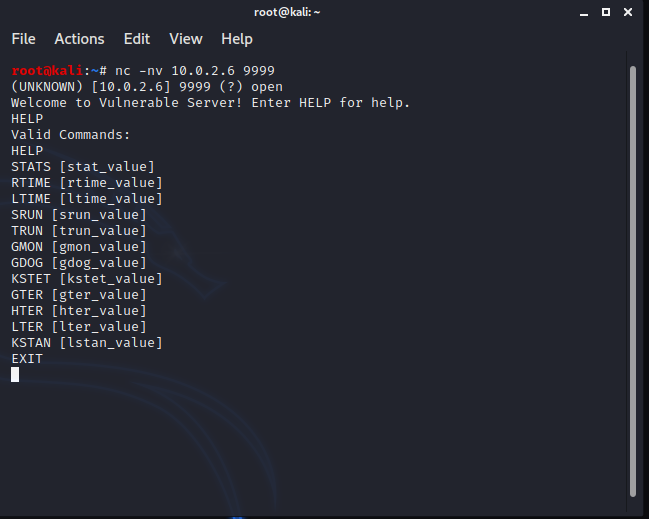 root@kali: ~
File Actions Edit View Help
root@kali:~# nc -nv 10.0.2.6 9999
(UNKNOWN) [10.0.2.6] 9999 (?) open
Welcome to Vulnerable Server! Enter HELP for help.
HELP
Valid Commands:
HELP
STATS [stat_value]
RTIME [rtime_value]
LTIME [ltime_value]
SRUN [srun_value]
TRUN [trun_value]
GMON [gmon_value]
GDOG [gdog_value]
KSTET [kstet_value]
GTER [gter_value]
HTER [hter_value]
LTER [lter_value]
KSTAN [lstan_value]
EXIT